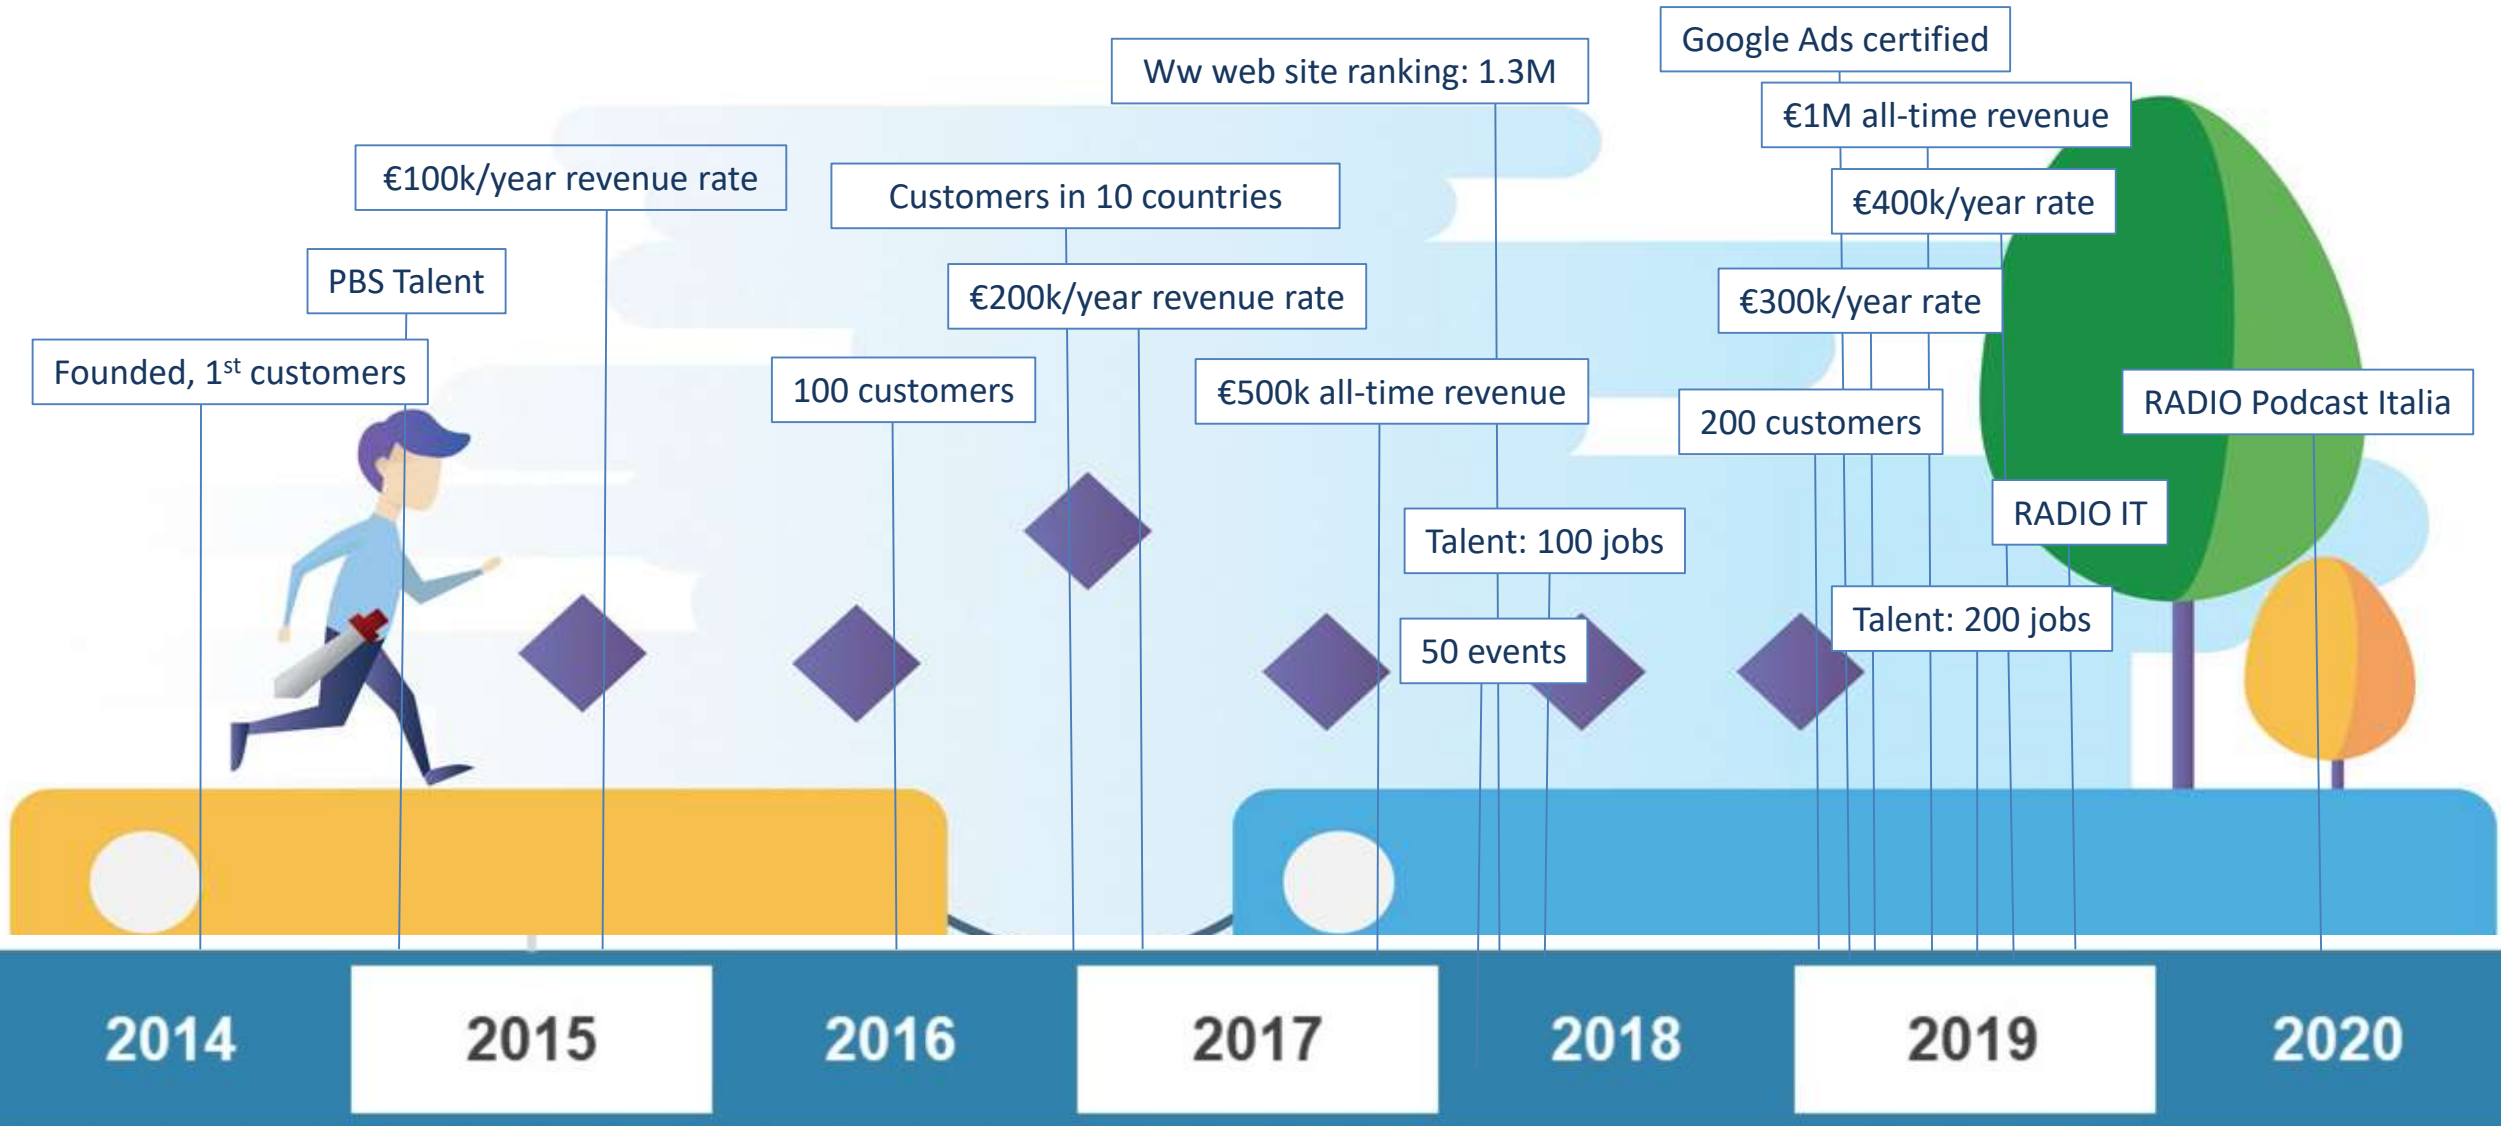 Google Ads certified
Ww web site ranking: 1.3M
€1M all-time revenue
€100k/year revenue rate
Customers in 10 countries
€400k/year rate
PBS Talent
€200k/year revenue rate
€300k/year rate
Founded, 1st customers
100 customers
€500k all-time revenue
200 customers
RADIO Podcast Italia
RADIO IT
Talent: 100 jobs
Talent: 200 jobs
50 events
2014
2015
2016
2017
2018
2019
2020